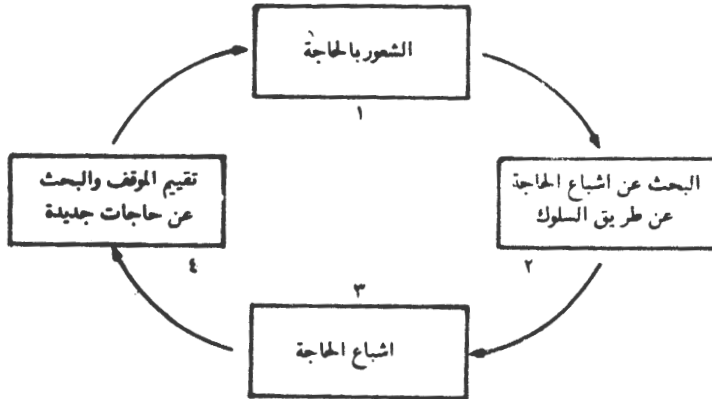 الشعور بالحاجة
١
البحث عن اشباع الحاجة
عن طريق السلوك
٢
٣
اشباع الحاجة
تقييم الموقف والبحث
عن حاجات جديدة
٤